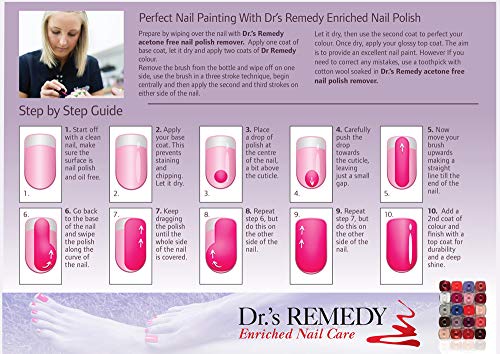 Perfect Nail Painting With Dr's Remedy Enriched Nail Polish
Prepare by wiping over the nail with Dr.'s Remedy
acetone free nail polish remover. Apply one coat of
base coat, let it dry and apply two coats of Dr Remedy
colour.
Remove the brush from the bottle and wipe off on one
side, use the brush in a three stroke technique, begin
centrally and then apply the second and third strokes on
either side of the nail.
Let it dry, then use the second coat to perfect your
colour. Once dry, apply your glossy top coat. The aim
is to provide an excellent nail paint. However If you
need to correct any mistakes, use a toothpick with
cotton wool soaked in Dr.'s Remedy acetone free
nail polish remover.
Step by Step Guide
1.
1. Start off
with a clean
nail, make
sure the
surface is
nail polish
and oil free.
2.
2. Apply
your base
coat. This
prevents
staining
and
chipping.
Let it dry.
3.
3. Place
a drop of
polish at
the centre
of the nail,
a bit above
the cuticle.
4.
4. Carefully
push the
drop
towards
the cuticle,
leaving
just a small
gap.
5.
5. Now
move your
brush
upwards
making a
straight
line till the
end of the
nail.
6.
6. Go back
to the base
of the nail
and swipe
the polish
along the
curve of
the nail.
7.
7. Keep
dragging the
polish until
the whole
side of the
nail is
covered.
8.
8. Repeat
step 6, but
do this on
the other
side of the
nail.
9.
9. Repeat
step 7, but
do this on
the other
side of
the nail.
10.
10. Add a
2nd coat of
colour and
finish with a
top coat for
durability
and a deep
shine.
Dr.'s REMEDY
Enriched Nail Care